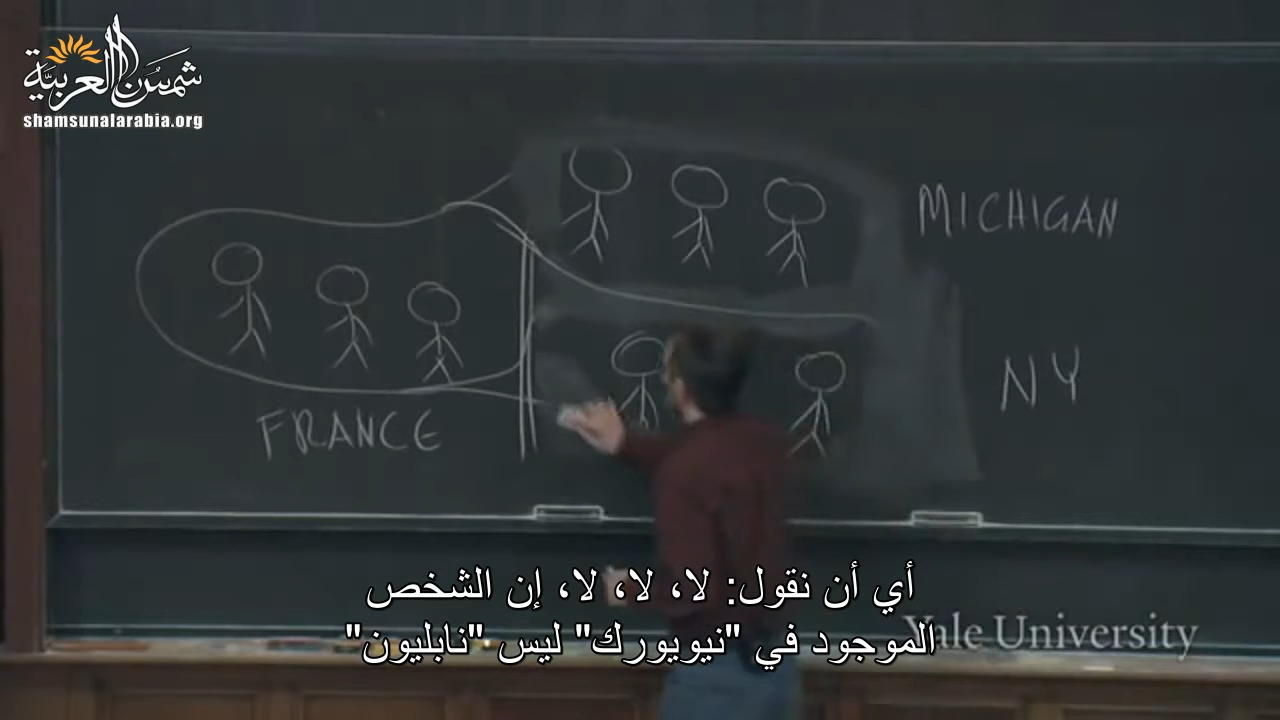 شمس العربية
shamsunalarabia.org
MICHIGAN
NY
FRANCE
أي أن نقول: لا، لا، لا، إن الشخص
الموجود في "نيويورك" ليس "نابليون"
Yale University